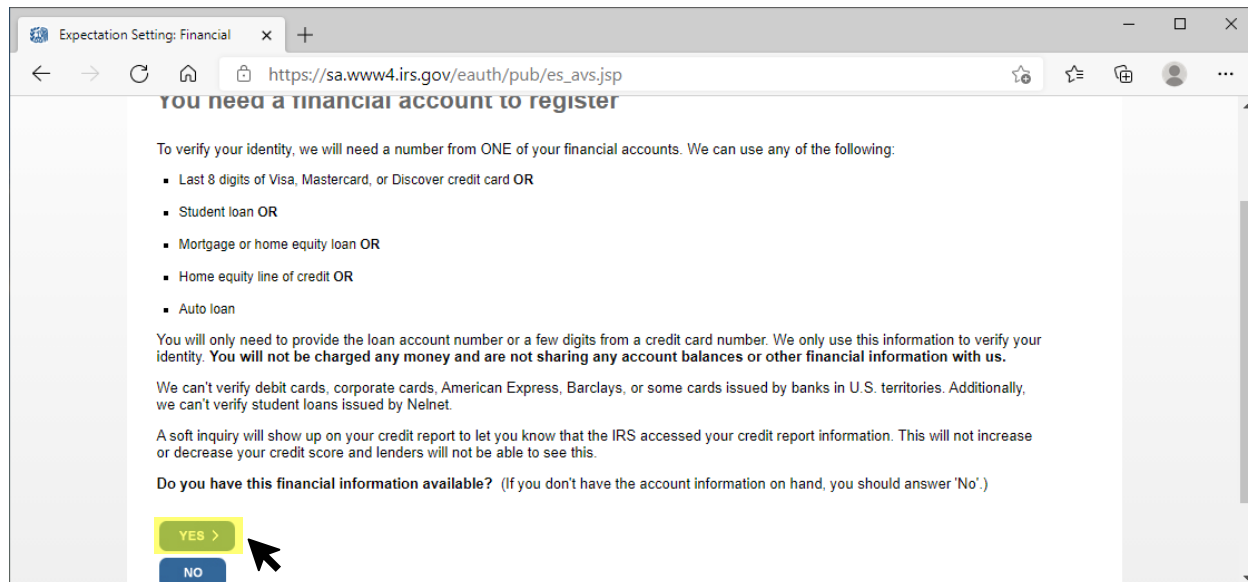 Expectation Setting: Financial
https://sa.www4.irs.gov/eauth/pub/es_avs.jsp
You need a financial account to register
To verify your identity, we will need a number from ONE of your financial accounts. We can use any of the following:
Last 8 digits of Visa, Mastercard, or Discover credit card OR
Student loan OR
Mortgage or home equity loan OR
Home equity line of credit OR
Auto loan
You will only need to provide the loan account number or a few digits from a credit card number. We only use this information to verify your
identity. You will not be charged any money and are not sharing any account balances or other financial information with us.
We can't verify debit cards, corporate cards, American Express, Barclays, or some cards issued by banks in U.S. territories. Additionally,
we can't verify student loans issued by Nelnet.
A soft inquiry will show up on your credit report to let you know that the IRS accessed your credit report information. This will not increase
or decrease your credit score and lenders will not be able to see this.
Do you have this financial information available? (If you don't have the account information on hand, you should answer 'No'.)
YES >
NO